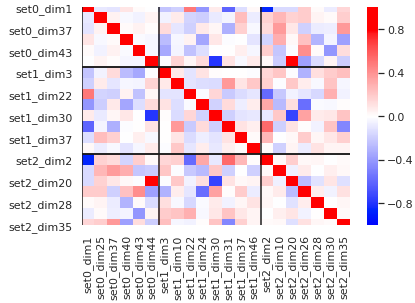 set0_dim1
set0_dim37
set0_dim43
set1_dim3
set1_dim22
set1_dim30
set1_dim37
set2_dim2
set2_dim20
set2_dim28
set2_dim35
0.8
0.4
0.0
−0.4
−0.8
set0_dim1
set0_dim25
set0_dim37
set0_dim40
set0_dim43
set0_dim44
set1_dim3
set1_dim10
set1_dim22
set1_dim24
set1_dim30
set1_dim31
set1_dim37
set1_dim46
set2_dim2
set2_dim10
set2_dim20
set2_dim26
set2_dim28
set2_dim30
set2_dim35